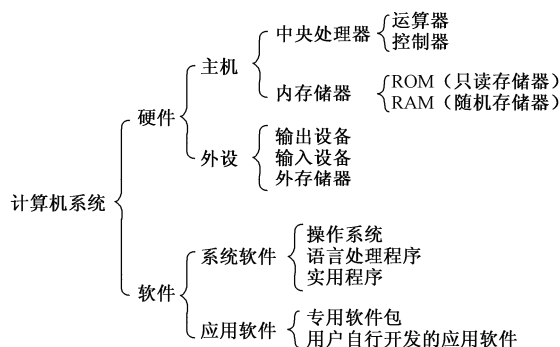 运算器
中央处理器
控制器
主机
ROM（只读存储器）
内存储器
RAM（随机存储器）
硬件
输出设备
外设
输入设备
外存储器
计算机系统
操作系统
系统软件
语言处理程序
实用程序
软件
专用软件包
应用软件
用户自行开发的应用软件